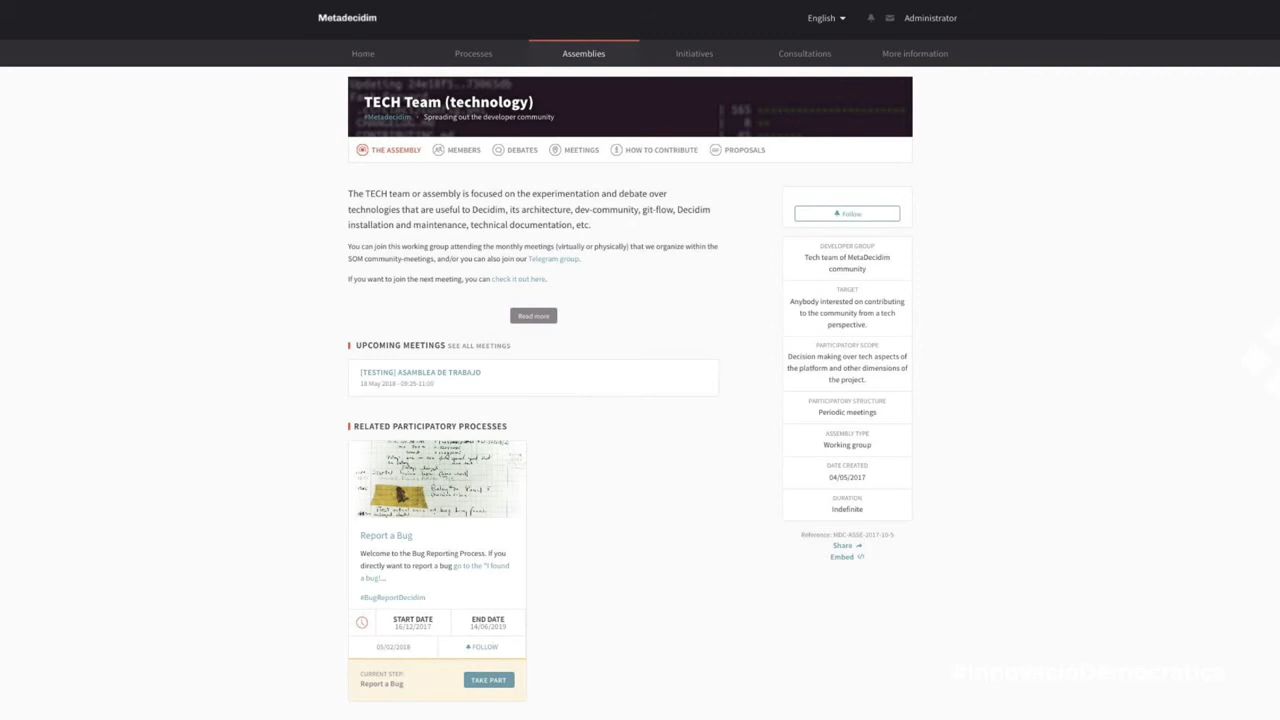 Metadecidim
English
Administrator
Home
Processes
Assemblies
Initiatives
Consultations
More information
TECH Team (technology)
#Metadecidim · Spreading out the developer community
THE ASSEMBLY
MEMBERS
DEBATES
MEETINGS
HOW TO CONTRIBUTE
PROPOSALS
The TECH team or assembly is focused on the experimentation and debate over
technologies that are useful to Decidim, its architecture, dev-community, git-flow, Decidim
installation and maintenance, technical documentation, etc.
You can join this working group attending the monthly meetings (virtually or physically) that we organize within the
SOM community-meetings, and/or you can also join our Telegram group.
If you want to join the next meeting, you can check it out here.
Read more
UPCOMING MEETINGS SEE ALL MEETINGS
[TESTING] ASAMBLEA DE TRABAJO
18 May 2018 - 09:25-11:00
RELATED PARTICIPATORY PROCESSES
Report a Bug
Welcome to the Bug Reporting Process. If you
directly want to report a bug go to the "I found
a bug!...
#BugReportDecidim
START DATE
16/12/2017
END DATE
14/06/2019
05/02/2018
FOLLOW
CURRENT STEP:
Report a Bug
TAKE PART
Follow
DEVELOPER GROUP
Tech team of MetaDecidim
community
TARGET
Anybody interested on contributing
to the community from a tech
perspective.
PARTICIPATORY SCOPE
Decision making over tech aspects of
the platform and other dimensions of
the project.
PARTICIPATORY STRUCTURE
Periodic meetings
ASSEMBLY TYPE
Working group
DATE CREATED
04/05/2017
DURATION
Indefinite
Reference: MDC-ASSE-2017-10-5
Share
Embed
#InnovacióDemocràtica